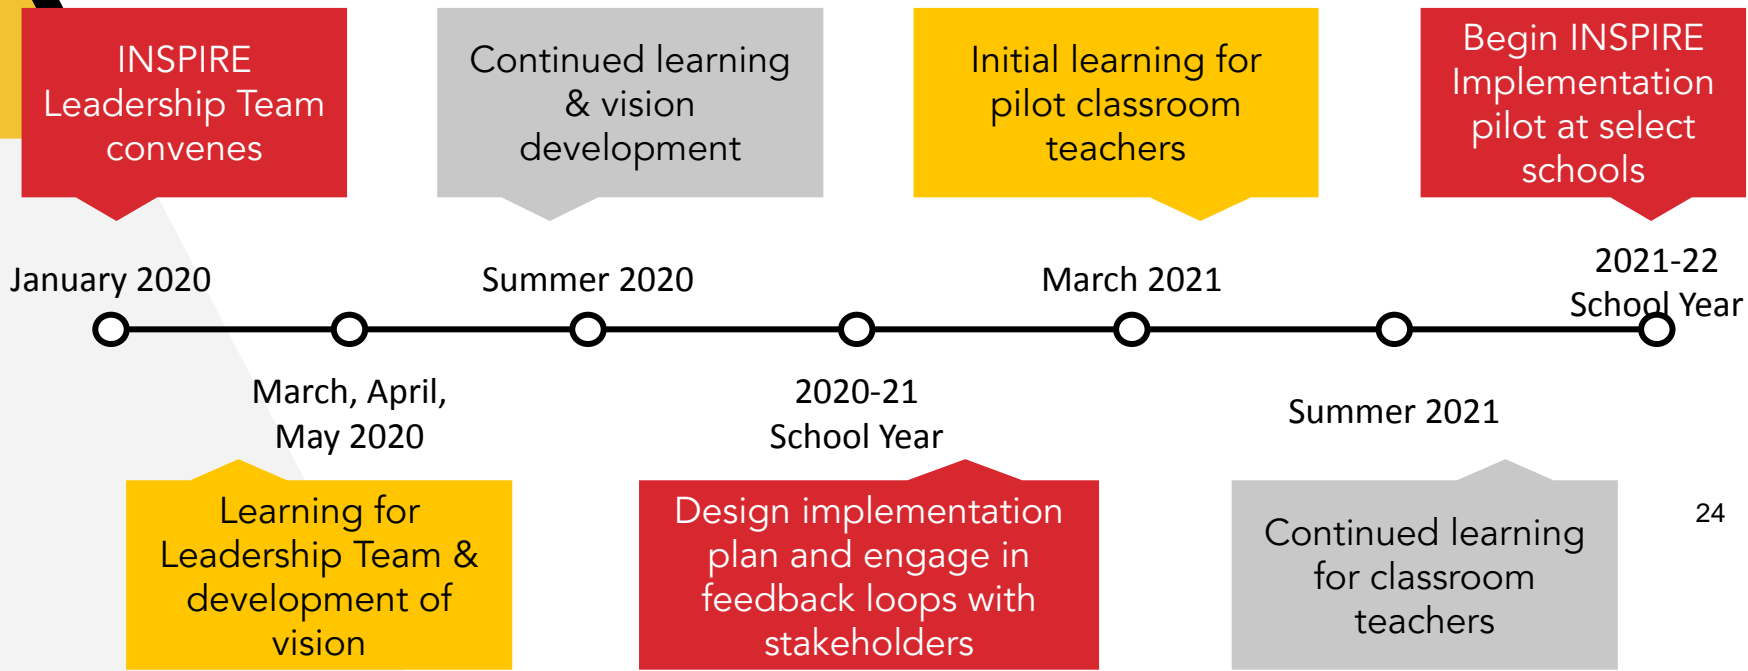 INSPIRE
Leadership Team
convenes
Continued learning
& vision
development
Initial learning for
pilot classroom
teachers
Begin INSPIRE
Implementation
pilot at select
schools
January 2020
Summer 2020
March 2021
2021-22
School Year
March, April,
May 2020
2020-21
School Year
Summer 2021
Learning for
Leadership Team &
development of
vision
Design implementation
plan and engage in
feedback loops with
stakeholders
Continued learning
for classroom
teachers
24